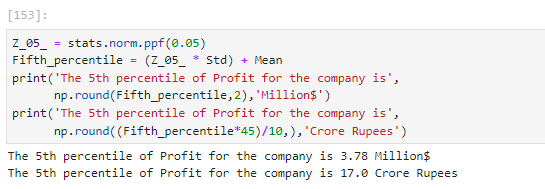 [153]:
Z_05_ = stats.norm.ppf(0.05)
Fifth_percentile = (Z_05_ * Std) + Mean
print('The 5th percentile of Profit for the company is',
np.round(Fifth_percentile,2),'Million$')
print('The 5th percentile of Profit for the company is',
np.round((Fifth_percentile*45)/10,),'Crore Rupees')
The 5th percentile of Profit for the company is 3.78 Million$
The 5th percentile of Profit for the company is 17.0 Crore Rupees